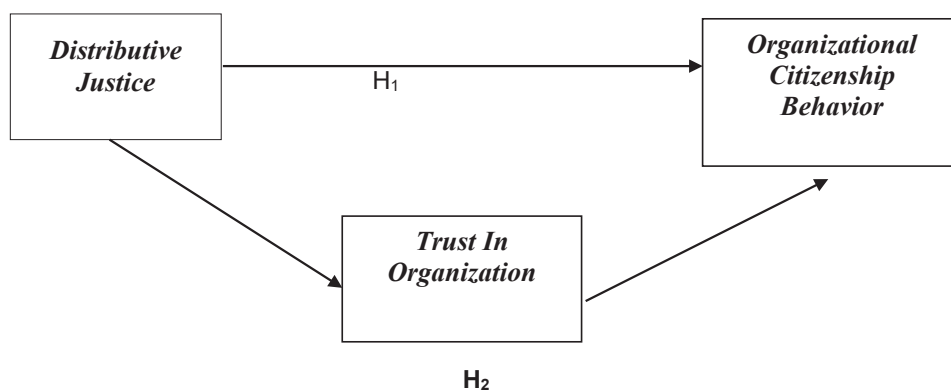 Distributive
Justice
Organizational
Citizenship
Behavior
H₁
Trust In
Organization
H₂